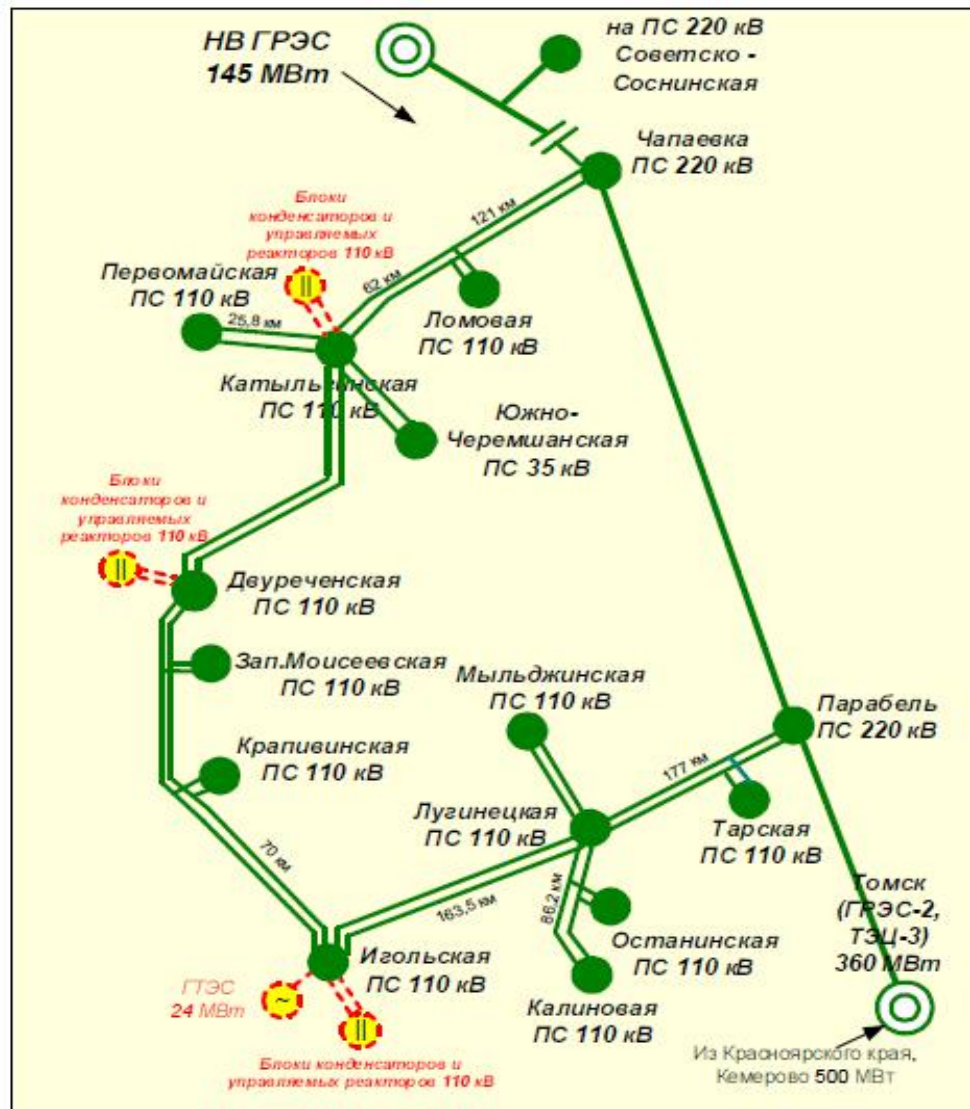 НВ ГРЭС
145 МВт
на ПС 220 кВ
Советско -
Соснинская
Чапаевка
ПС 220 кВ
Блоки
конденсаторов и
управляемых
реакторов 110 кВ
121 км
62 км
Первомайская
ПС 110 кВ
25,8 км
Ломовая
ПС 110 кВ
Катыльгинская
ПС 110 кВ
Южно-
Черемшанская
ПС 35 кВ
Блоки
конденсаторов и
управляемых
реакторов 110 кВ
Двуреченская
ПС 110 кВ
Зап.Моисеевская
ПС 110 кВ
Мыльджинская
ПС 110 кВ
Парабель
ПС 220 кВ
Крапивинская
ПС 110 кВ
177 км
Лугинецкая
ПС 110 кВ
Тарская
ПС 110 кВ
70 км
163,5 км
86,2 км
Томск
(ГРЭС-2,
ТЭЦ-3)
360 МВт
Останинская
ПС 110 кВ
Игольская
ПС 110 кВ
ГТЭС
24 МВт
~
Калиновая
ПС 110 кВ
Блоки конденсаторов и
управляемых реакторов 110 кВ
Из Красноярского края,
Кемерово 500 МВт